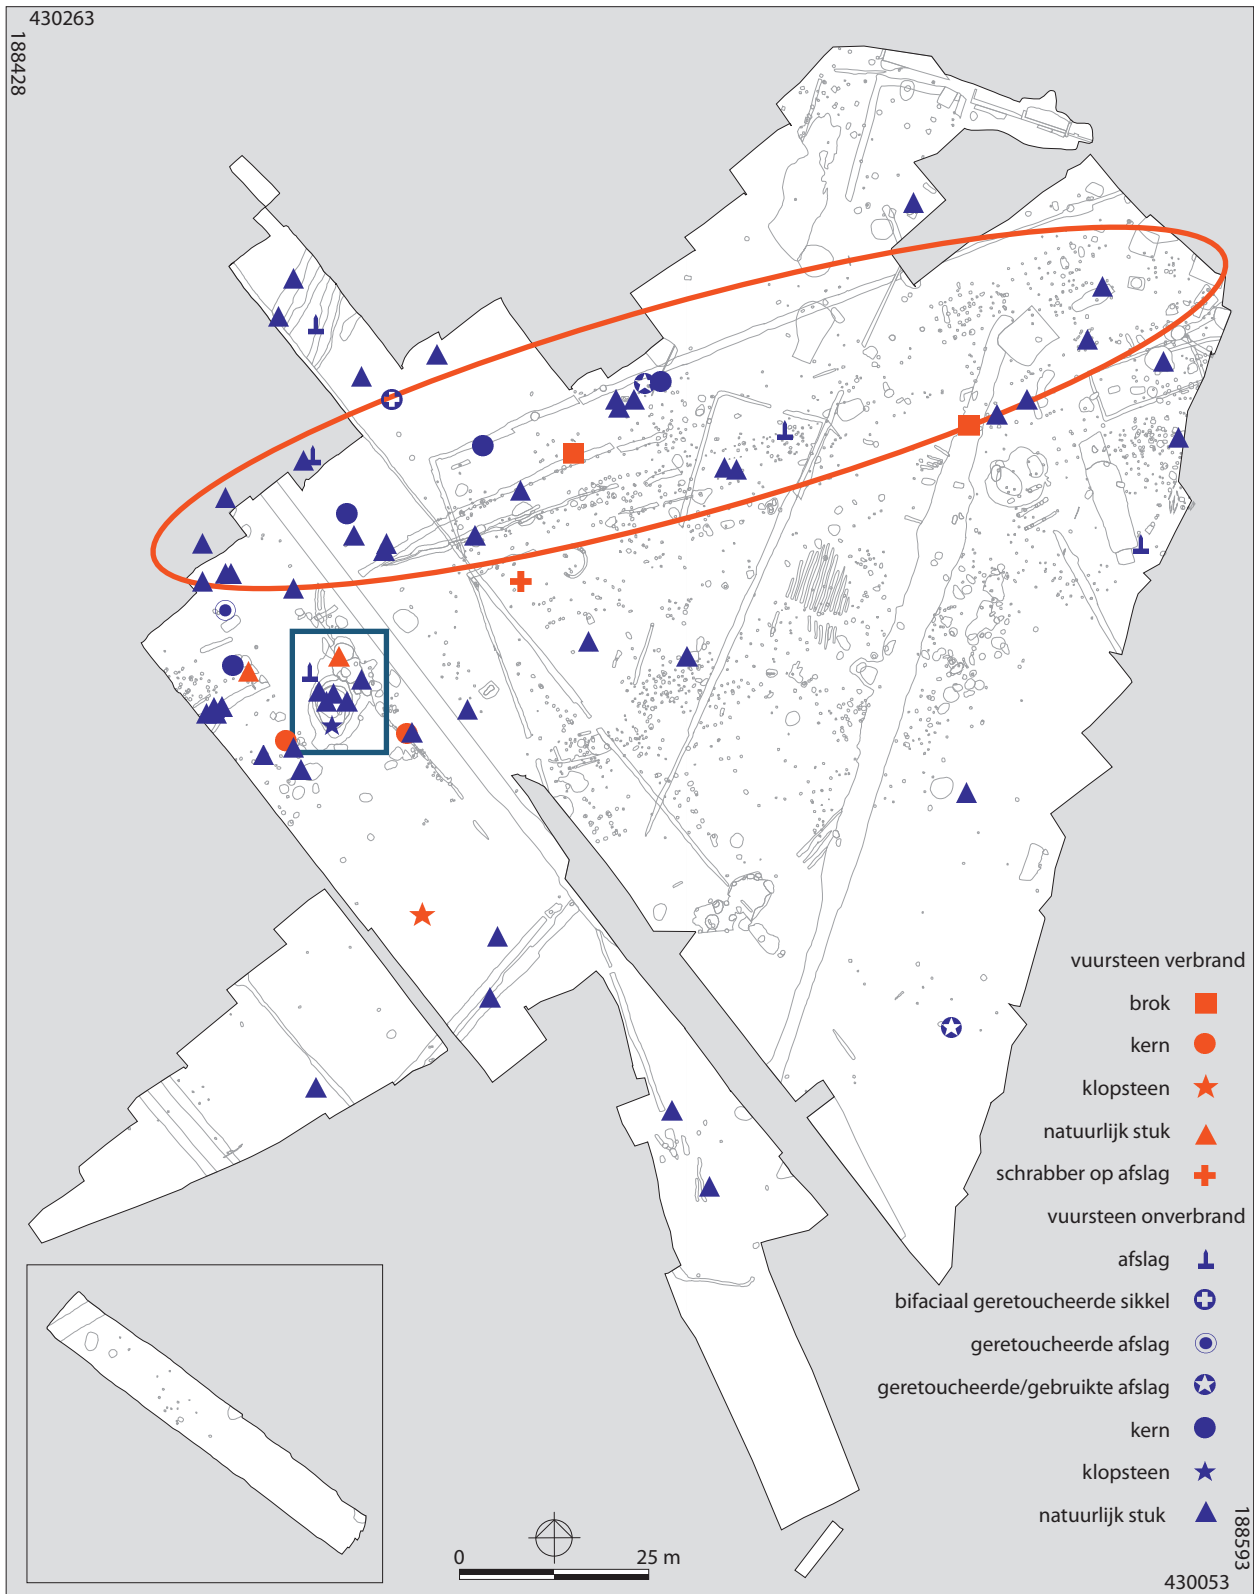 430263
188428
vuursteen verbrand
brok
kern
klopsteen
natuurlijk stuk
schrabber op afslag
vuursteen onverbrand
afslag
bifaciaal geretoucheerde sikkel
geretoucheerde afslag
geretoucheerde/gebruikte afslag
kern
klopsteen
natuurlijk stuk
0 25 m
188593
430053